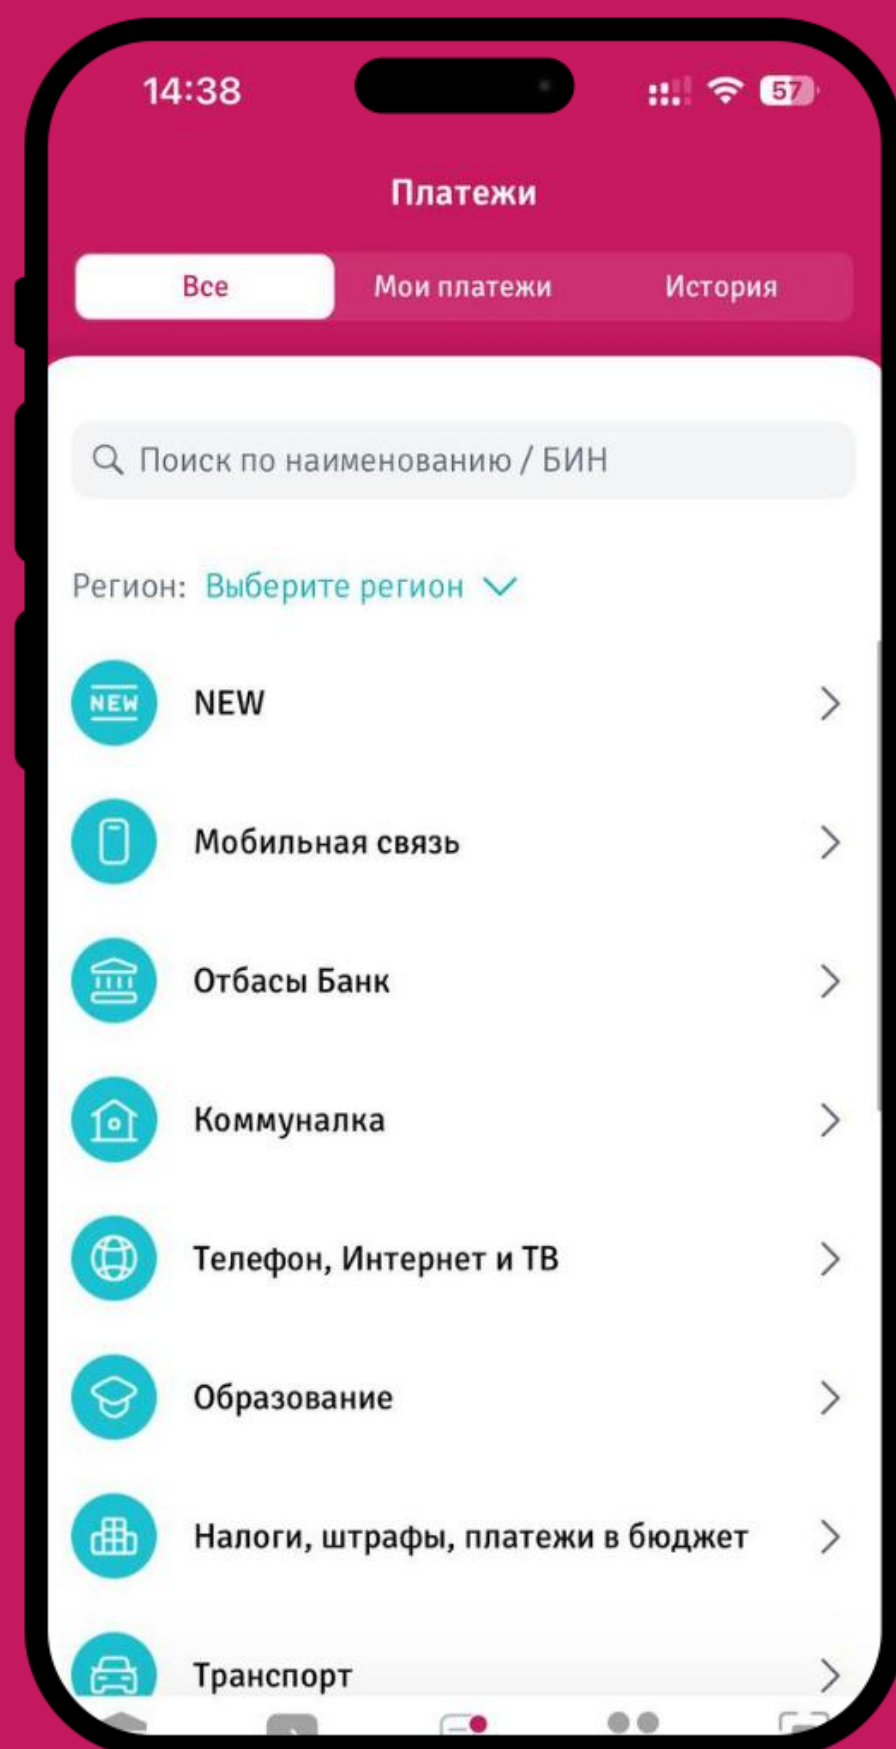 14:38
57
Платежи
Все Мои платежи История
Поиск по наименованию / БИН
Регион: Выберите регион
NEW NEW
Мобильная связь
Отбасы Банк
Коммуналка
Телефон, Интернет и ТВ
Образование
Налоги, штрафы, платежи в бюджет
Транспорт